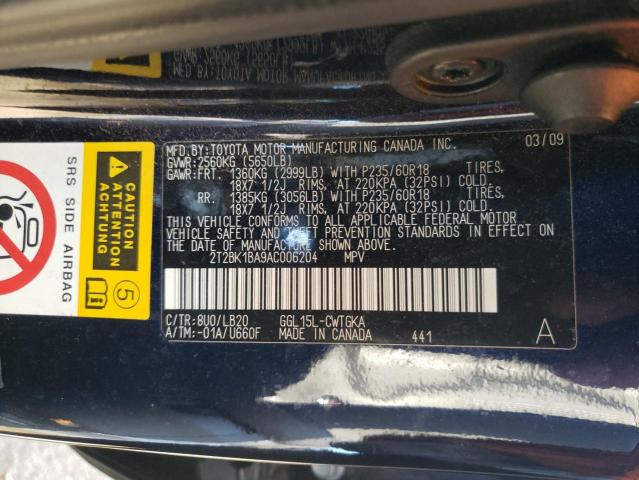 MFD.BY:TOYOTA MOTOR MANUFACTURING CANADA INC. 03/09
GVWR:2560KG (5650LB)
GAWR:FRT. 1360KG (2999LB) WITH P235/60R18 TIRES,
18X7 1/2J RIMS, AT 220KPA (32PSI) COLD
RR. 1385KG (3056LB) WITH P235/60R18 TIRES,
18X7 1/2J RIMS, AT 220KPA (32PSI) COLD.
THIS VEHICLE CONFORMS TO ALL APPLICABLE FEDERAL MOTOR
VEHICLE SAFETY AND THEFT PREVENTION STANDARDS IN EFFECT ON
THE DATE OF MANUFACTURE SHOWN ABOVE.
2T2BK1BA9AC006204 MPV
C/TR:8U0/LB20 GGL15L-CWTGKA
A/TM:-01A/U660F MADE IN CANADA 441 A
SRS SIDE AIRBAG
CAUTION
ATTENTION
5